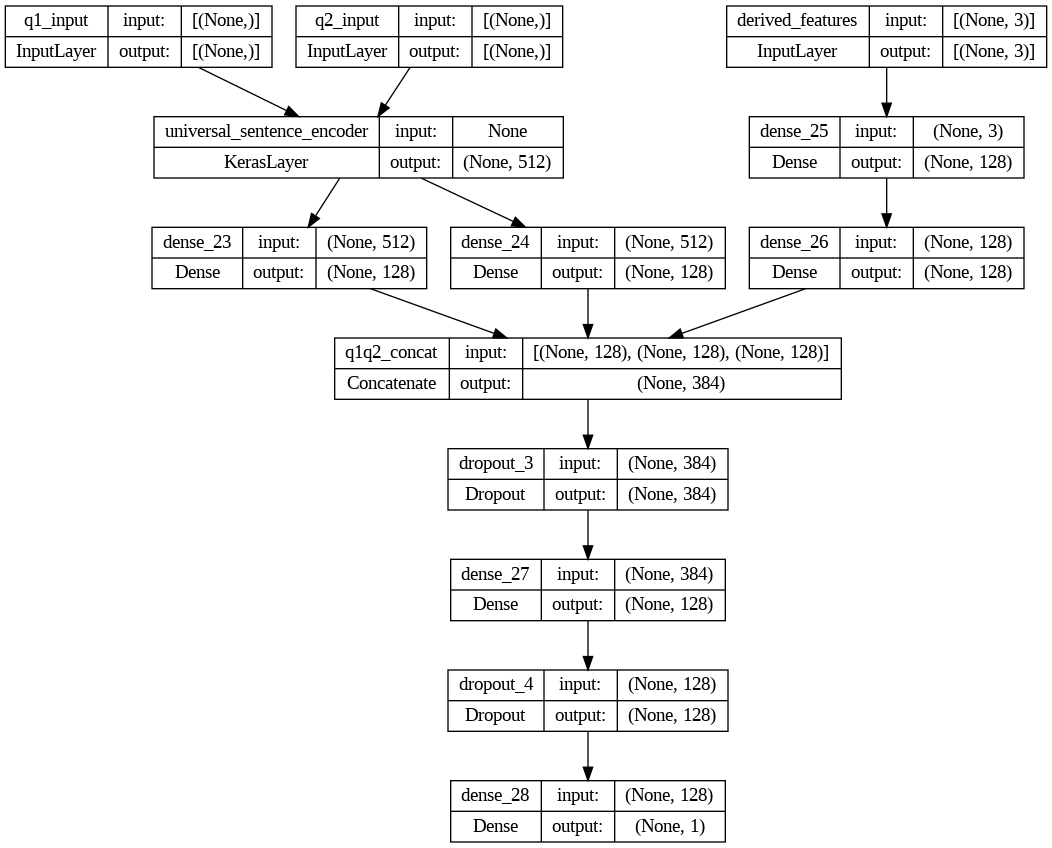 q1_input input: [(None,)]
InputLayer output: [(None,)]
q2_input input: [(None,)]
InputLayer output: [(None,)]
derived_features input: [(None, 3)]
InputLayer output: [(None, 3)]
universal_sentence_encoder input: None
KerasLayer output: (None, 512)
dense_25 input: (None, 3)
Dense output: (None, 128)
dense_23 input: (None, 512)
Dense output: (None, 128)
dense_24 input: (None, 512)
Dense output: (None, 128)
dense_26 input: (None, 128)
Dense output: (None, 128)
q1q2_concat input: [(None, 128), (None, 128), (None, 128)]
Concatenate output: (None, 384)
dropout_3 input: (None, 384)
Dropout output: (None, 384)
dense_27 input: (None, 384)
Dense output: (None, 128)
dropout_4 input: (None, 128)
Dropout output: (None, 128)
dense_28 input: (None, 128)
Dense output: (None, 1)